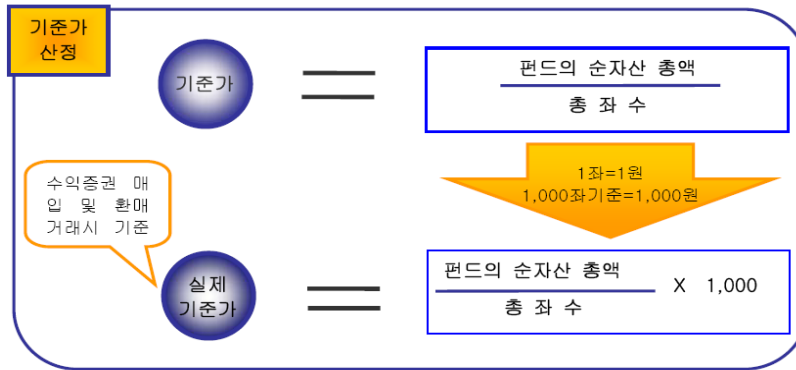 기준가
산정
기준가
펀드의 순자산 총액
총 좌 수
1좌=1원
1,000좌기준=1,000원
수익증권 매
입 및 환매
거래시 기준
실제
기준가
펀드의 순자산 총액
X 1,000
총 좌 수